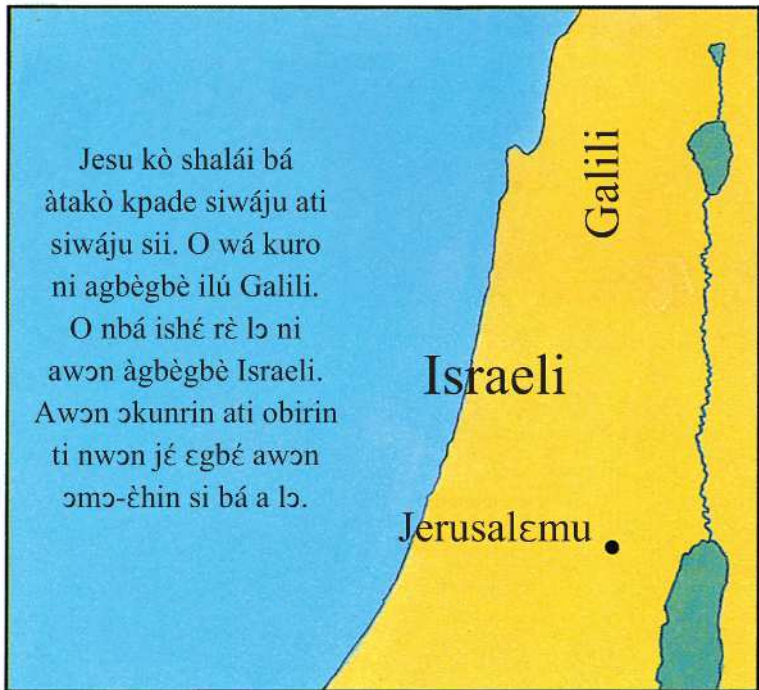 Jesu kò shalái bá
àtakò kpade siwáju ati
siwáju sii. O wá kuro
ni agbègbè ilú Galili.
O nbá ishɛ́ rɛ̀ lɔ ni
awɔn àgbègbè Israeli.
Awɔn ɔkunrin ati obirin
ti nwɔn jɛ́ ɛgbɛ́ awɔn
ɔmɔ-ɛ̀hin si bá a lɔ.
Galili
Israeli
Jerusalɛmu